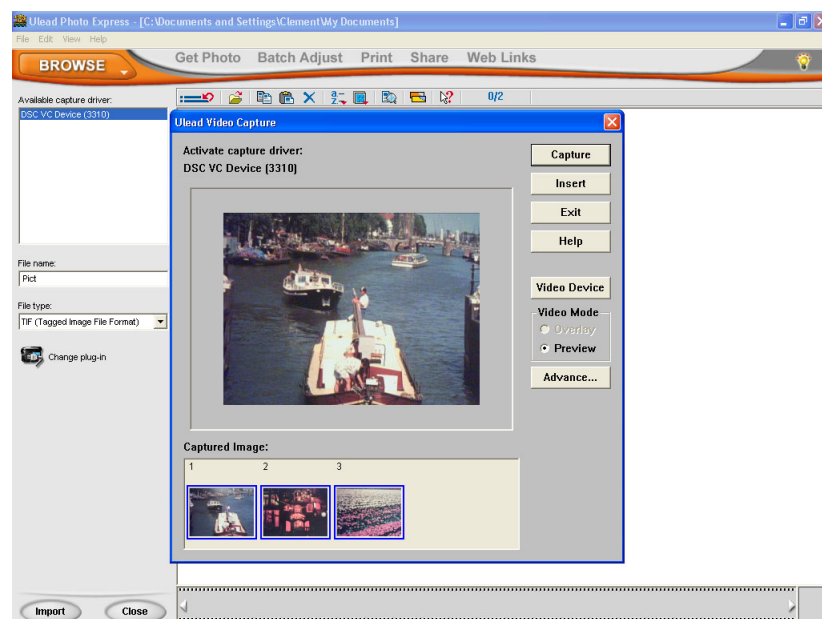 Ulead Photo Express - [C:\Documents and Settings\Clement\My Documents]
File Edit View Help
BROWSE
Get Photo Batch Adjust Print Share Web Links
Available capture driver:
DSC VC Device (3310)
0/2
File name:
Pict
File type:
TIF (Tagged Image File Format)
Change plug-in
Ulead Video Capture
Activate capture driver:
DSC VC Device (3310)
Capture
Insert
Exit
Help
Video Device
Video Mode
Overlay
Preview
Advance...
Captured Image:
1 2 3
Import Close